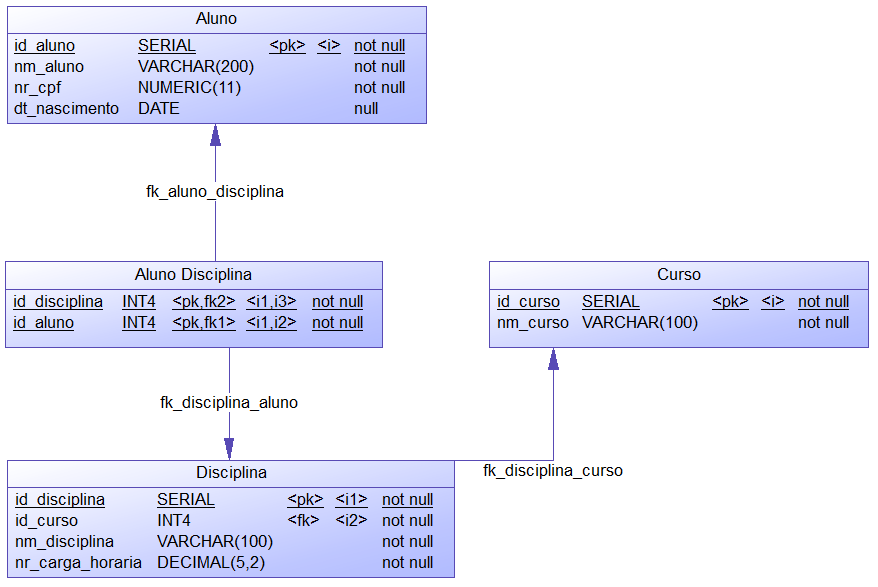 Aluno
id_aluno SERIAL <pk> <i> not null
nm_aluno VARCHAR(200) not null
nr_cpf NUMERIC(11) not null
dt_nascimento DATE null
fk_aluno_disciplina
Aluno Disciplina
id_disciplina INT4 <pk,fk2> <i1,i3> not null
id_aluno INT4 <pk,fk1> <i1,i2> not null
Curso
id_curso SERIAL <pk> <i> not null
nm_curso VARCHAR(100) not null
fk_disciplina_aluno
fk_disciplina_curso
Disciplina
id_disciplina SERIAL <pk> <i1> not null
id_curso INT4 <fk> <i2> not null
nm_disciplina VARCHAR(100) not null
nr_carga_horaria DECIMAL(5,2) not null